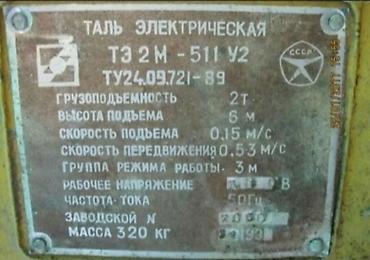 ТАЛЬ ЭЛЕКТРИЧЕСКАЯ
ТЭ 2М -511 У2
СССР
ТУ24.09.721-89
ГРУЗОПОДЪЕМНОСТЬ 2т
ВЫСОТА ПОДЪЕМА 6 м
СКОРОСТЬ ПОДЪЕМА 0,15 м/с
СКОРОСТЬ ПЕРЕДВИЖЕНИЯ 0,53 м/с
ГРУППА РЕЖИМА РАБОТЫ 3 м
РАБОЧЕЕ НАПРЯЖЕНИЕ В
ЧАСТОТА ТОКА 50Гц
ЗАВОДСКОЙ N
МАССА 320 КГ